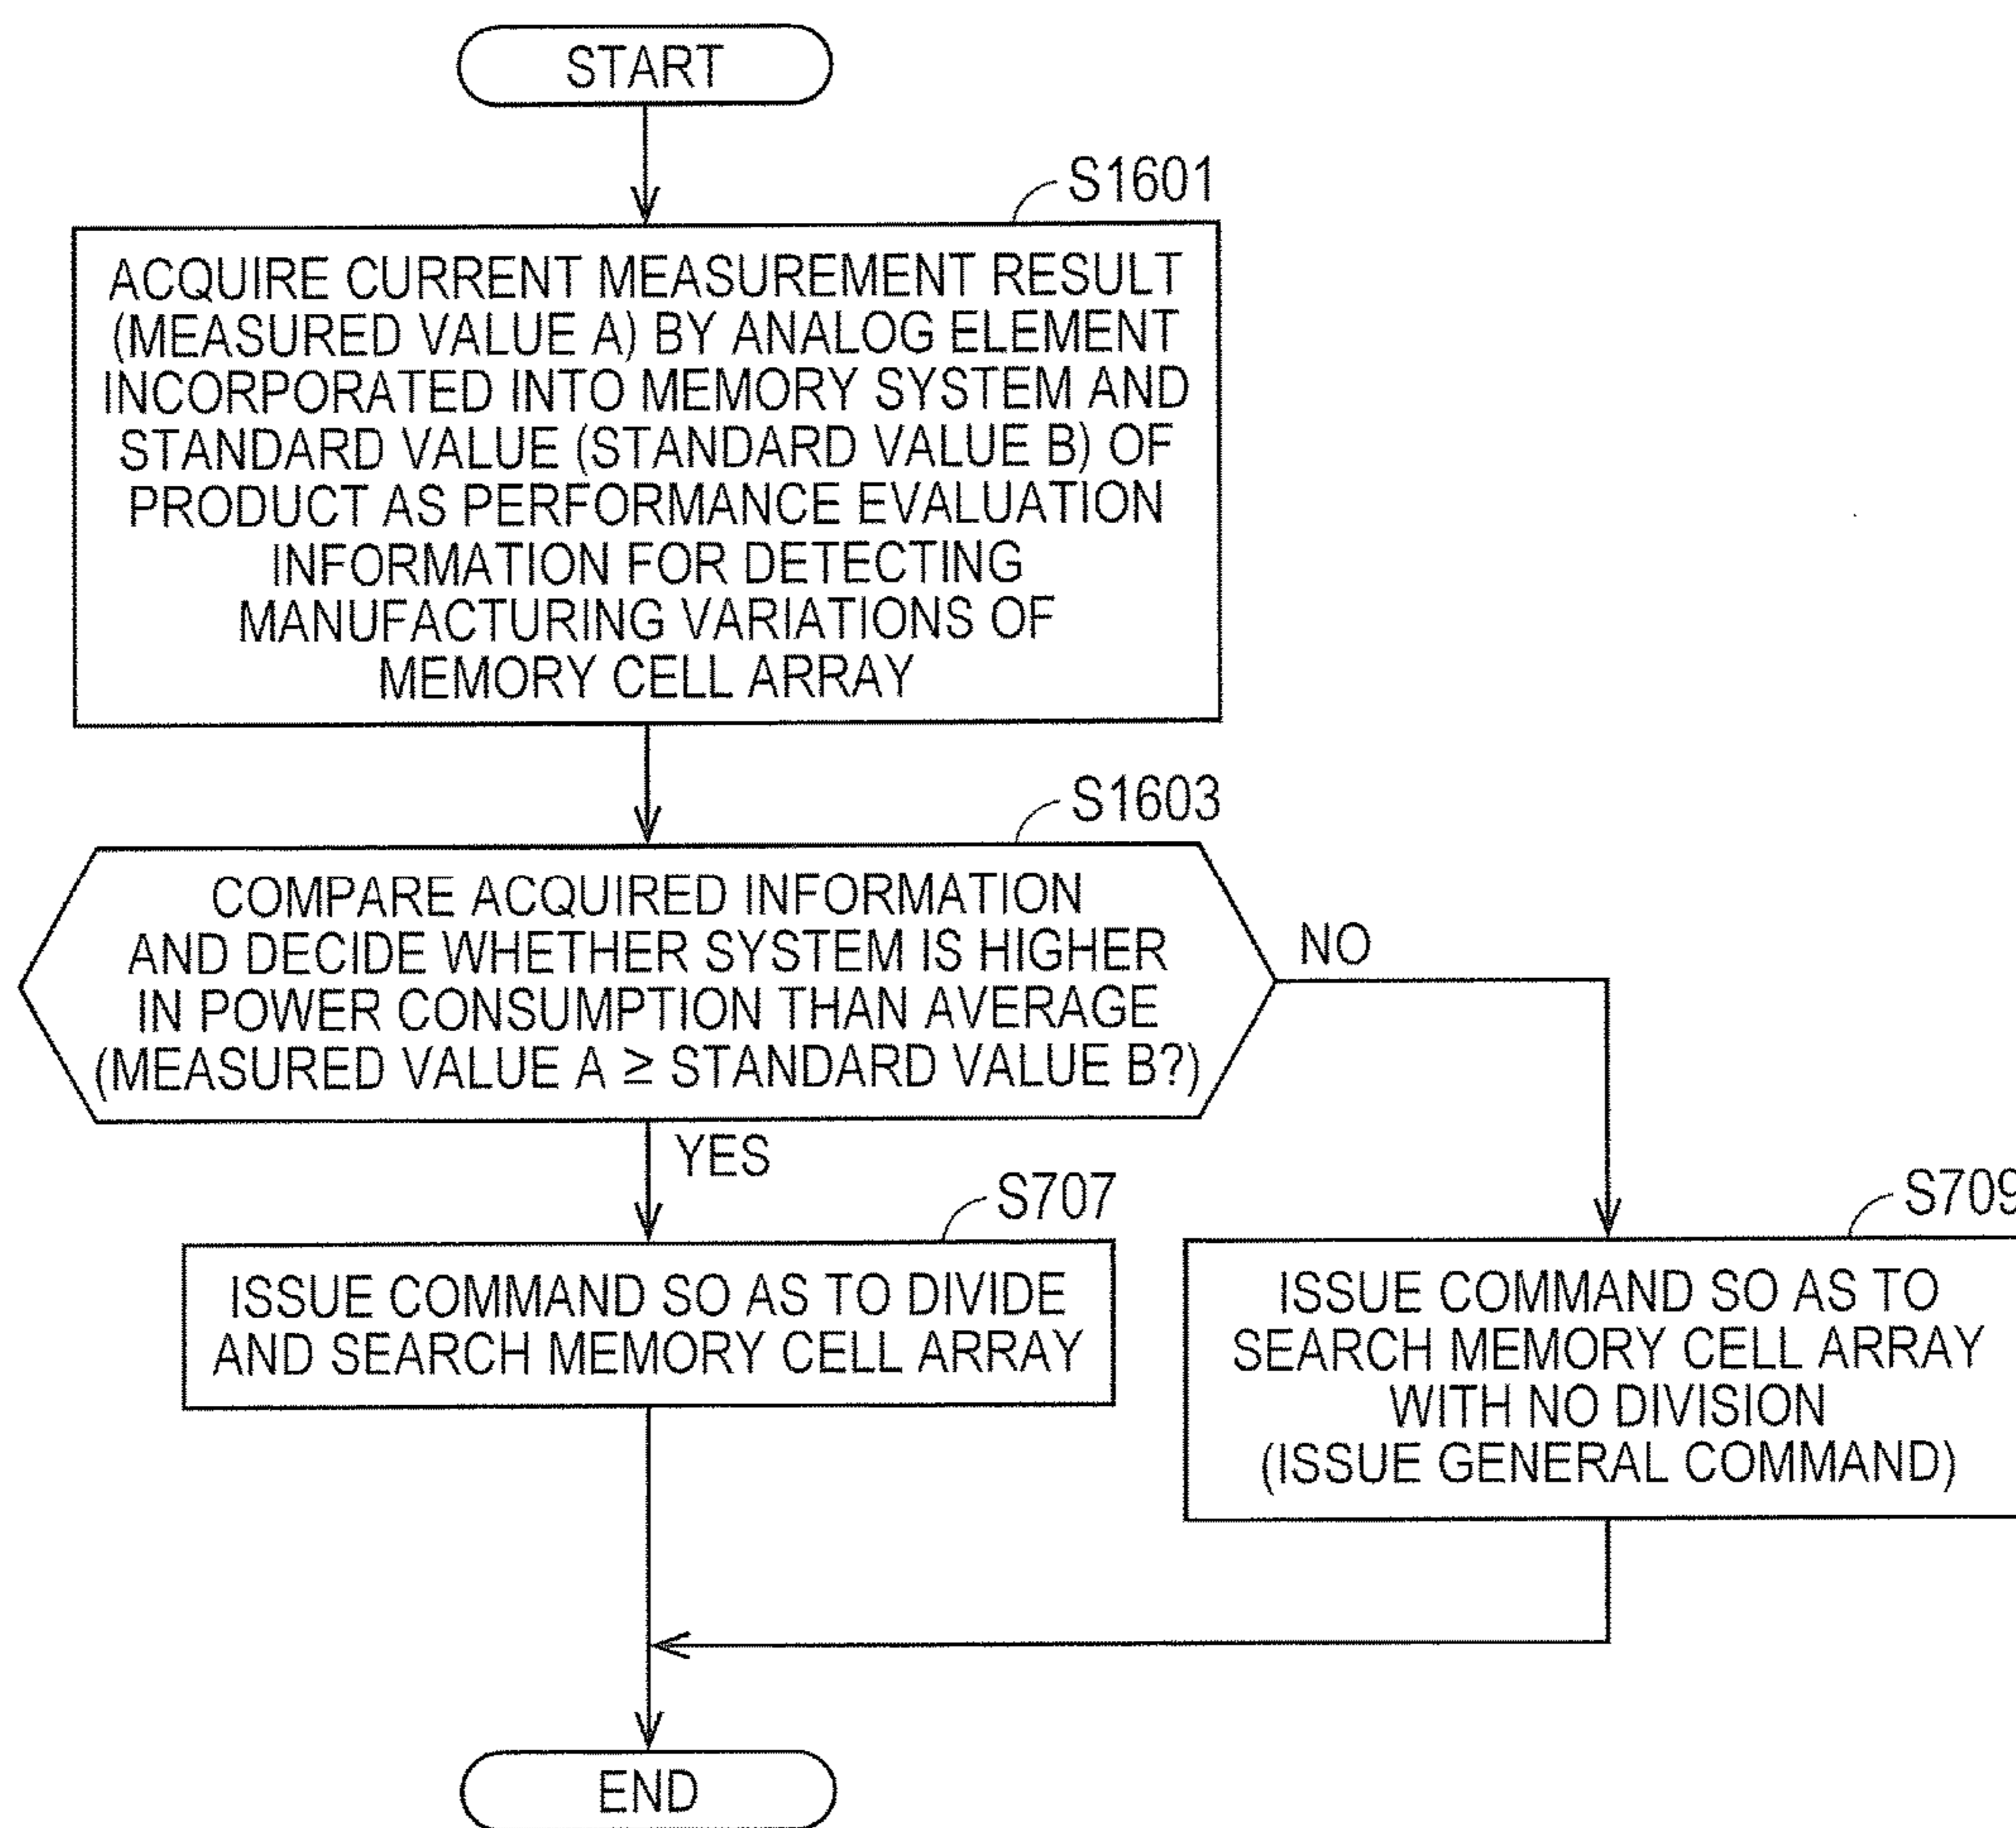 START
S1601
ACQUIRE CURRENT MEASUREMENT RESULT
(MEASURED VALUE A) BY ANALOG ELEMENT
INCORPORATED INTO MEMORY SYSTEM AND
STANDARD VALUE (STANDARD VALUE B) OF
PRODUCT AS PERFORMANCE EVALUATION
INFORMATION FOR DETECTING
MANUFACTURING VARIATIONS OF
MEMORY CELL ARRAY
S1603
COMPARE ACQUIRED INFORMATION
AND DECIDE WHETHER SYSTEM IS HIGHER
IN POWER CONSUMPTION THAN AVERAGE
(MEASURED VALUE A ≥ STANDARD VALUE B?)
NO
YES
S707
ISSUE COMMAND SO AS TO DIVIDE
AND SEARCH MEMORY CELL ARRAY
S709
ISSUE COMMAND SO AS TO
SEARCH MEMORY CELL ARRAY
WITH NO DIVISION
(ISSUE GENERAL COMMAND)
END